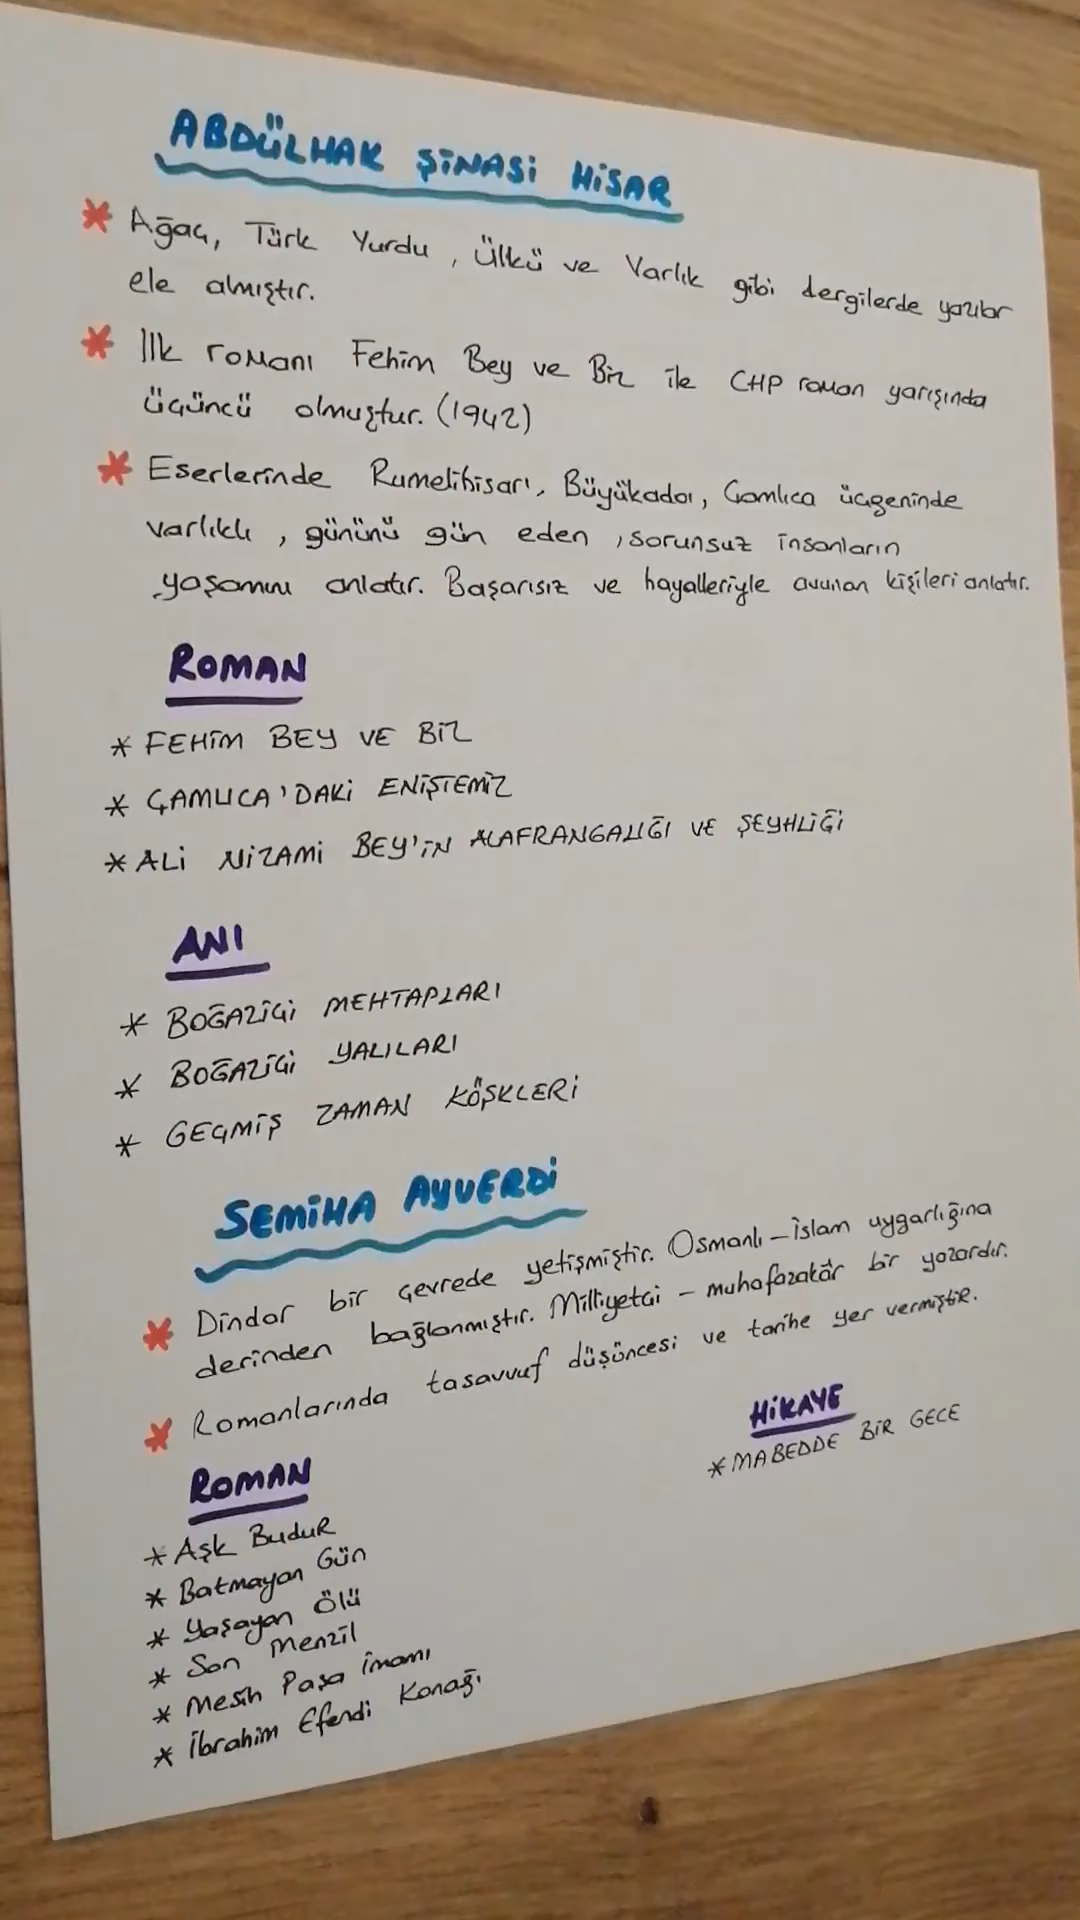 ABDÜLHAK ŞİNASİ HİSAR
* Ağaç, Türk Yurdu, Ülkü ve Varlık gibi dergilerde yazılar
ele almıştır.
* İlk romanı Fehim Bey ve Biz ile CHP roman yarışında
üçüncü olmuştur. (1942)
* Eserlerinde Rumelihisarı, Büyükada, Çamlıca üçgeninde
varlıklı, gününü gün eden, sorunsuz insanların
yaşamını anlatır. Başarısız ve hayalleriyle avunan kişileri anlatır.
ROMAN
* FEHİM BEY VE BİZ
* ÇAMLICA'DAKİ ENİŞTEMİZ
* ALİ NİZAMİ BEY'İN ALAFRANGALIĞI VE ŞEYHLİĞİ
ANI
* BOĞAZİÇİ MEHTAPLARI
* BOĞAZİÇİ YALILARI
* GEÇMİŞ ZAMAN KÖŞKLERİ
SEMİHA AYVERDİ
* Dindar bir çevrede yetişmiştir. Osmanlı - İslam uygarlığına
derinden bağlanmıştır. Milliyetçi - muhafazakâr bir yazardır.
* Romanlarında tasavvuf düşüncesi ve tarihe yer vermiştir.
ROMAN
* Aşk Budur
* Batmayan Gün
* Yaşayan Ölü
* Son Menzil
* Mesih Paşa İmamı
* İbrahim Efendi Konağı
HİKAYE
* MABEDDE BİR GECE